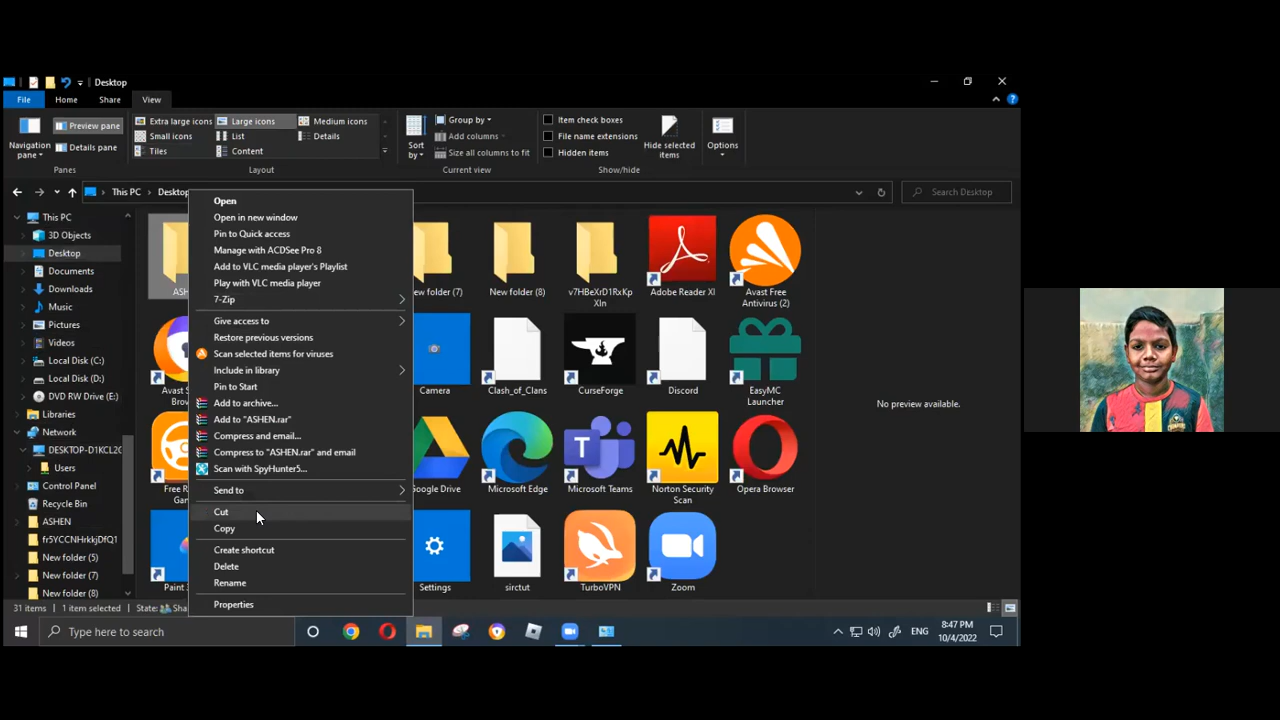 Desktop
File Home Share View
Navigation pane
Preview pane
Details pane
Panes
Extra large icons
Large icons
Medium icons
Small icons
List
Details
Tiles
Content
Layout
Sort by
Group by
Add columns
Size all columns to fit
Current view
Item check boxes
File name extensions
Hidden items
Hide selected items
Show/hide
Options
This PC
Desktop
Search Desktop
This PC
3D Objects
Desktop
Documents
Downloads
Music
Pictures
Videos
Local Disk (C:)
Local Disk (D:)
DVD RW Drive (E:)
Libraries
Network
DESKTOP-D1KCL2
Users
Control Panel
Recycle Bin
ASHEN
fr5YCCNHrkkjDfQ1
New folder (5)
New folder (7)
New folder (8)
Open
Open in new window
Pin to Quick access
Manage with ACDSee Pro 8
Add to VLC media player's Playlist
Play with VLC media player
7-Zip
Give access to
Restore previous versions
Scan selected items for viruses
Include in library
Pin to Start
Add to archive...
Add to "ASHEN.rar"
Compress and email...
Compress to "ASHEN.rar" and email
Scan with SpyHunter5...
Send to
Cut
Copy
Create shortcut
Delete
Rename
Properties
ASH
ew folder (7)
New folder (8)
v7HBeXrD1RxKp
XIn
Adobe Reader XI
Avast Free
Antivirus (2)
Avast S
Brow
Camera
Clash_of_Clans
CurseForge
Discord
EasyMC
Launcher
Free R
Gan
Google Drive
Microsoft Edge
Microsoft Teams
Norton Security
Scan
Opera Browser
Paint
Settings
sirctut
TurboVPN
Zoom
No preview available.
31 items
1 item selected
State:
Sha
Type here to search
ENG
8:47 PM
10/4/2022